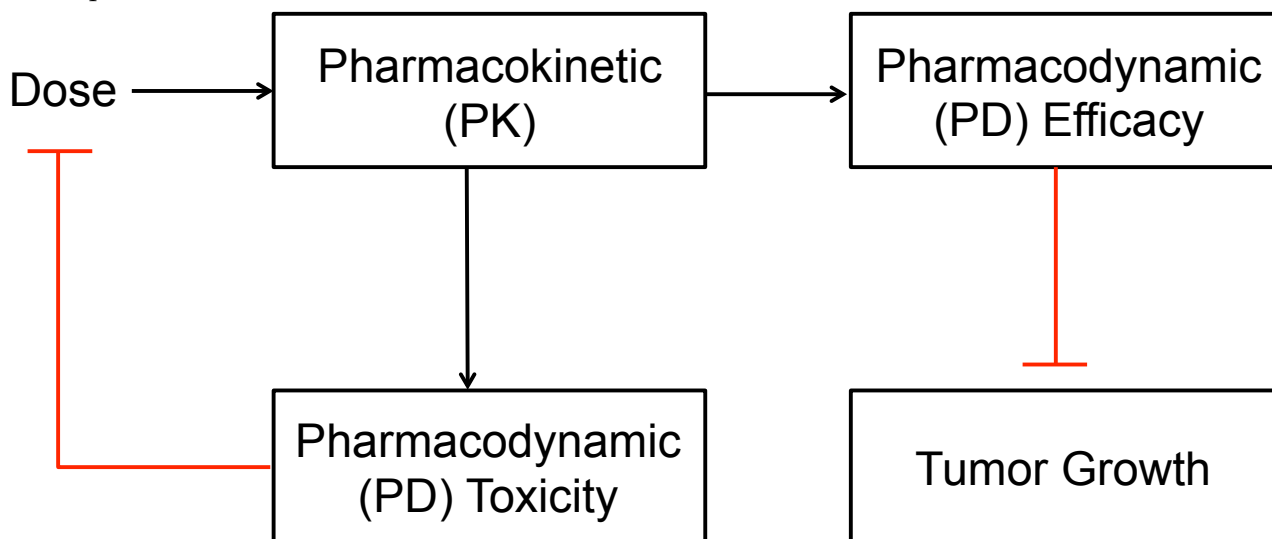 Dose
Pharmacokinetic
(PK)
Pharmacodynamic
(PD) Efficacy
Pharmacodynamic
(PD) Toxicity
Tumor Growth